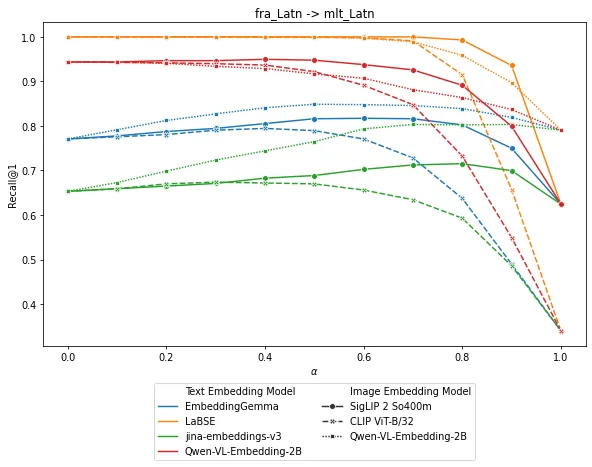 fra_Latn -> mlt_Latn
1.0
0.9
0.8
0.7
0.6
0.5
0.4
Recall@1
0.0 0.2 0.4 0.6 0.8 1.0
α
Text Embedding Model Image Embedding Model
EmbeddingGemma SigLIP 2 So400m
LaBSE CLIP ViT-B/32
jina-embeddings-v3 Qwen-VL-Embedding-2B
Qwen-VL-Embedding-2B